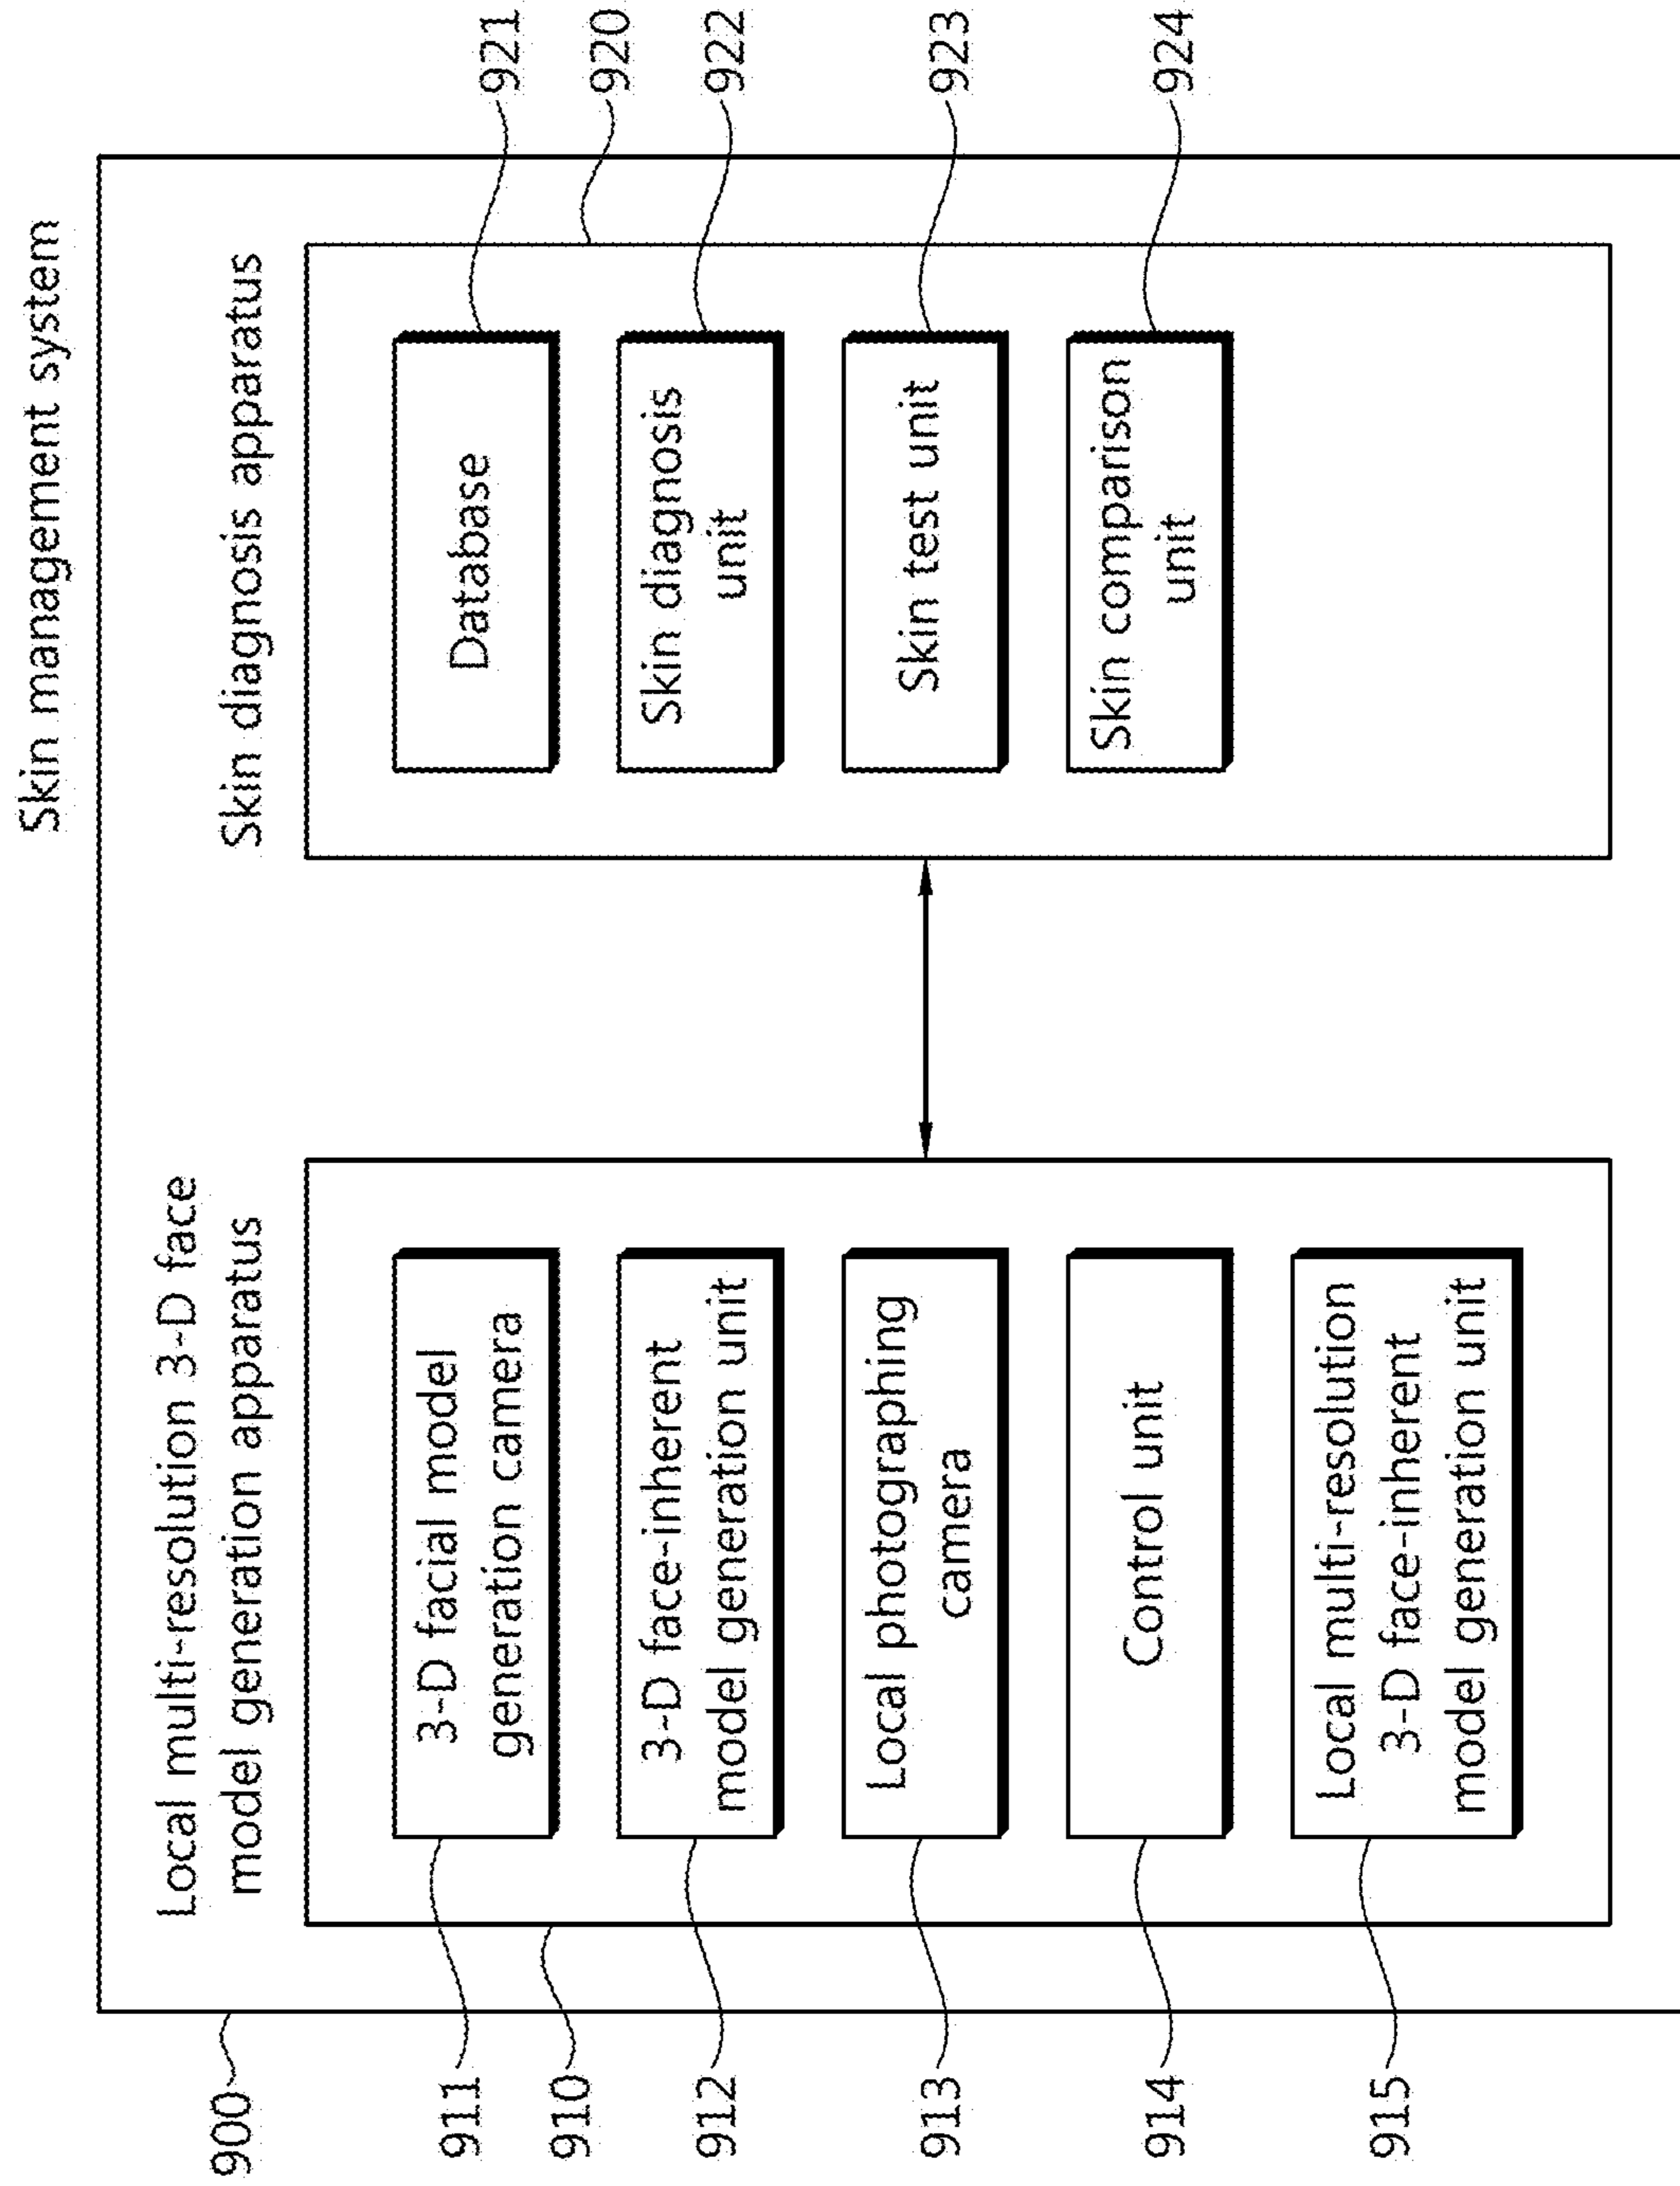 Skin management system
900
Local multi-resolution 3-D face
model generation apparatus
911
3-D facial model
generation camera
910
912
3-D face-inherent
model generation unit
913
Local photographing
camera
914
Control unit
915
Local multi-resolution
3-D face-inherent
model generation unit
Skin diagnosis apparatus
Database
921
920
Skin diagnosis
unit
922
Skin test unit
923
Skin comparison
unit
924